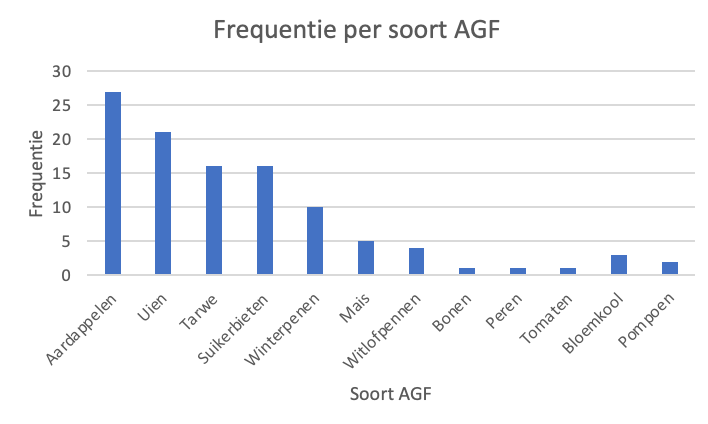 Frequentie per soort AGF
30
25
20
15
10
5
0
Frequentie
Aardappelen
Uien
Tarwe
Suikerbieten
Winterpenen
Mais
Witlofpennen
Bonen
Peren
Tomaten
Bloemkool
Pompoen
Soort AGF